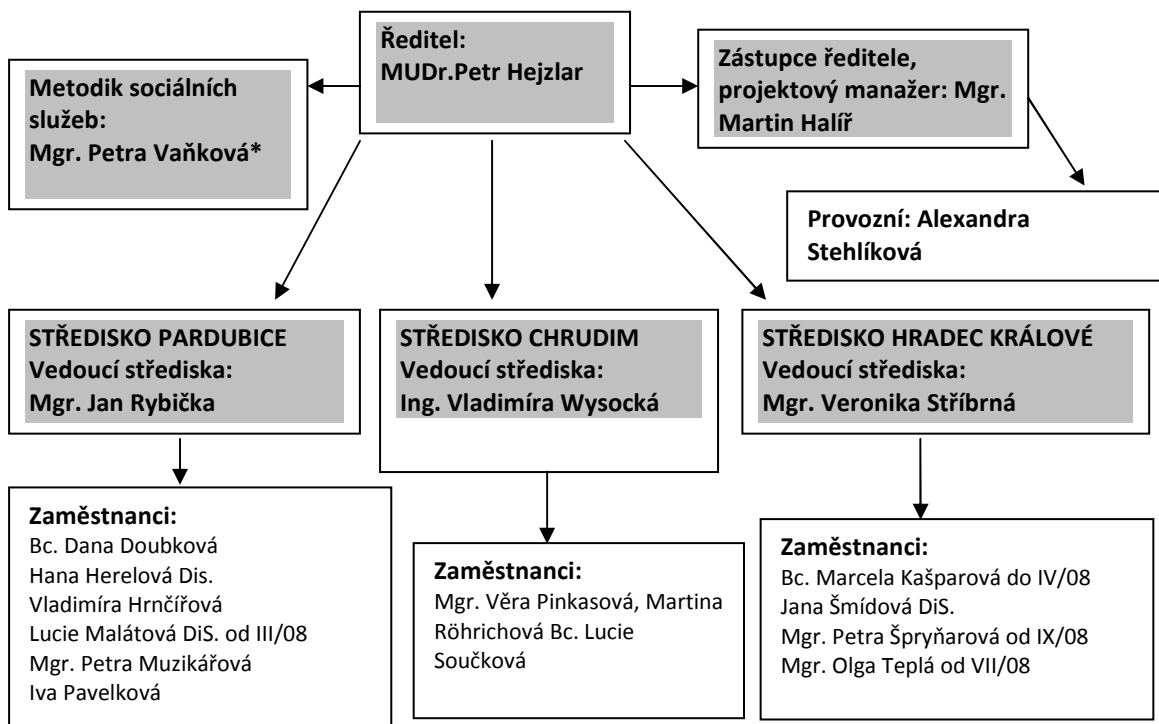 Ředitel:
MUDr.Petr Hejzlar
Metodik sociálních
služeb:
Mgr. Petra Vaňková*
Zástupce ředitele,
projektový manažer: Mgr.
Martin Halíř
Provozní: Alexandra
Stehlíková
STŘEDISKO PARDUBICE
Vedoucí střediska:
Mgr. Jan Rybička
STŘEDISKO CHRUDIM
Vedoucí střediska:
Ing. Vladimíra Wysocká
STŘEDISKO HRADEC KRÁLOVÉ
Vedoucí střediska:
Mgr. Veronika Stříbrná
Zaměstnanci:
Bc. Dana Doubková
Hana Herelová Dis.
Vladimíra Hrnčířová
Lucie Malátová DiS. od III/08
Mgr. Petra Muzikářová
Iva Pavelková
Zaměstnanci:
Mgr. Věra Pinkasová, Martina
Röhrichová Bc. Lucie
Součková
Zaměstnanci:
Bc. Marcela Kašparová do IV/08
Jana Šmídová DiS.
Mgr. Petra Špryňarová od IX/08
Mgr. Olga Teplá od VII/08